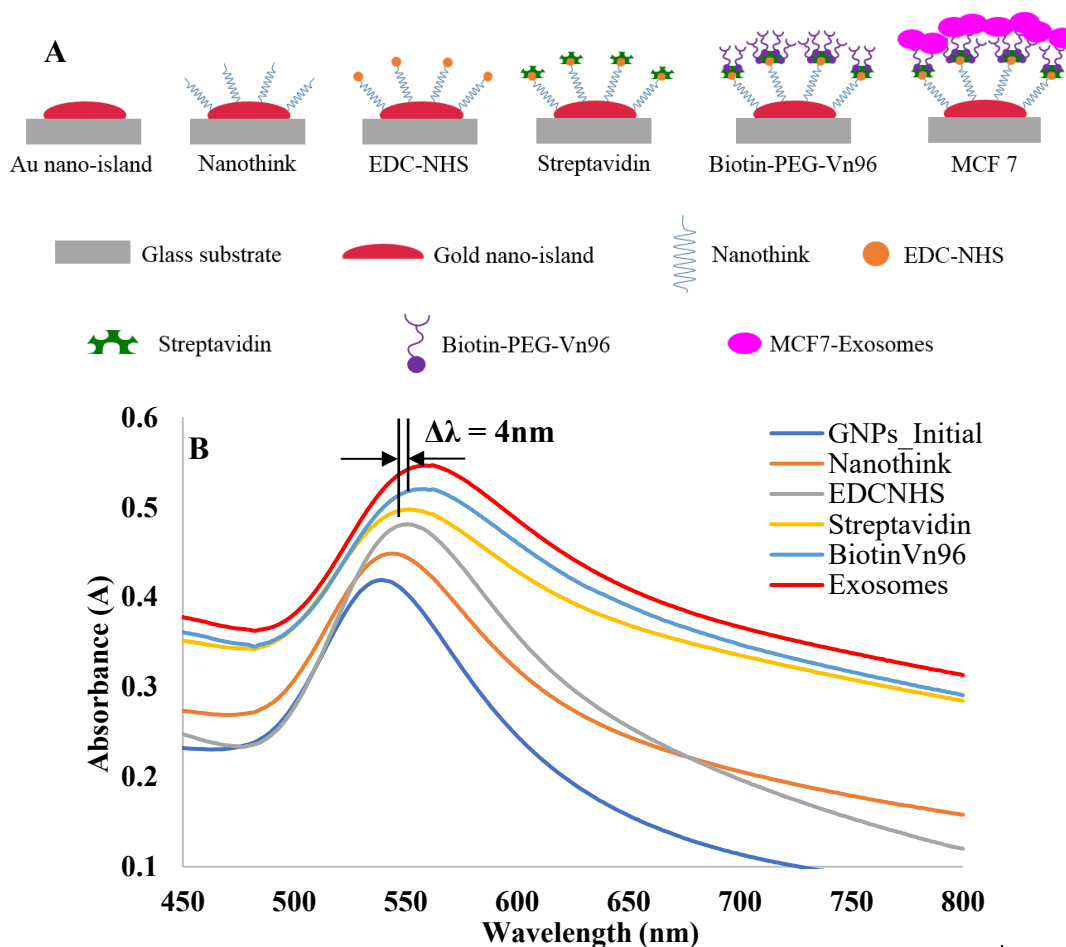 A
Au nano-island
Nanothink
EDC-NHS
Streptavidin
Biotin-PEG-Vn96
MCF 7
Glass substrate
Gold nano-island
Nanothink
EDC-NHS
Streptavidin
Biotin-PEG-Vn96
MCF7-Exosomes
B
Δλ = 4nm
GNPs_Initial
Nanothink
EDCNHS
Streptavidin
BiotinVn96
Exosomes
Absorbance (A)
0.6
0.5
0.4
0.3
0.2
0.1
450 500 550 600 650 700 750 800
Wavelength (nm)